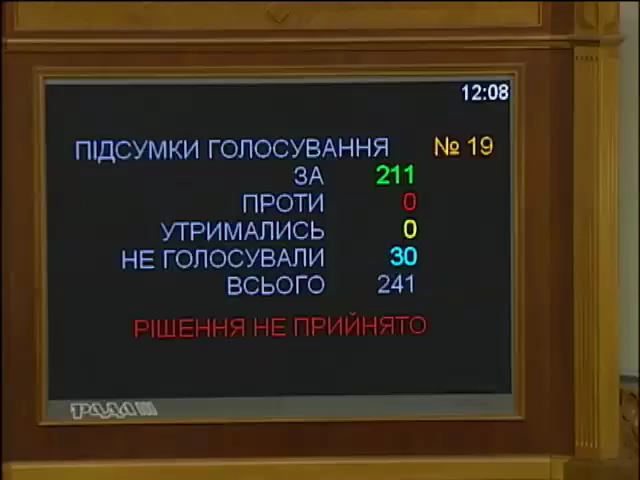 12:08
ПІДСУМКИ ГОЛОСУВАННЯ № 19
ЗА 211
ПРОТИ 0
УТРИМАЛИСЬ 0
НЕ ГОЛОСУВАЛИ 30
ВСЬОГО 241
РІШЕННЯ НЕ ПРИЙНЯТО
РАДА